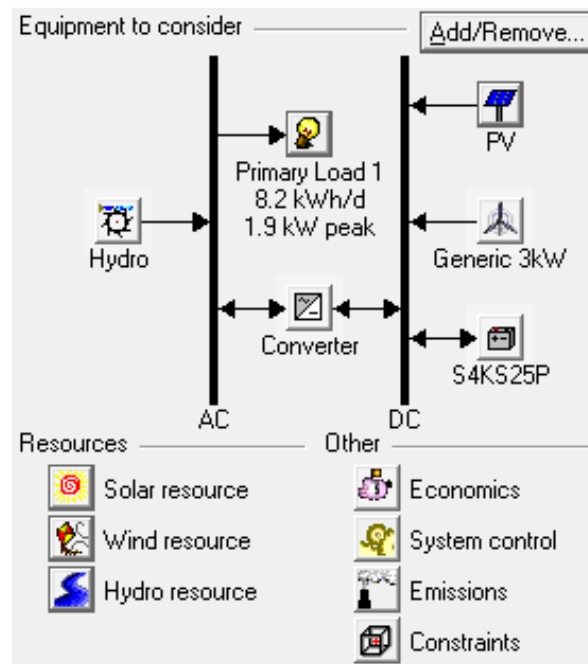 Equipment to consider
Add/Remove...
Primary Load 1
8.2 kWh/d
1.9 kW peak
PV
Hydro
Generic 3kW
Converter
S4KS25P
AC
DC
Resources
Other
Solar resource
Economics
Wind resource
System control
Hydro resource
Emissions
Constraints